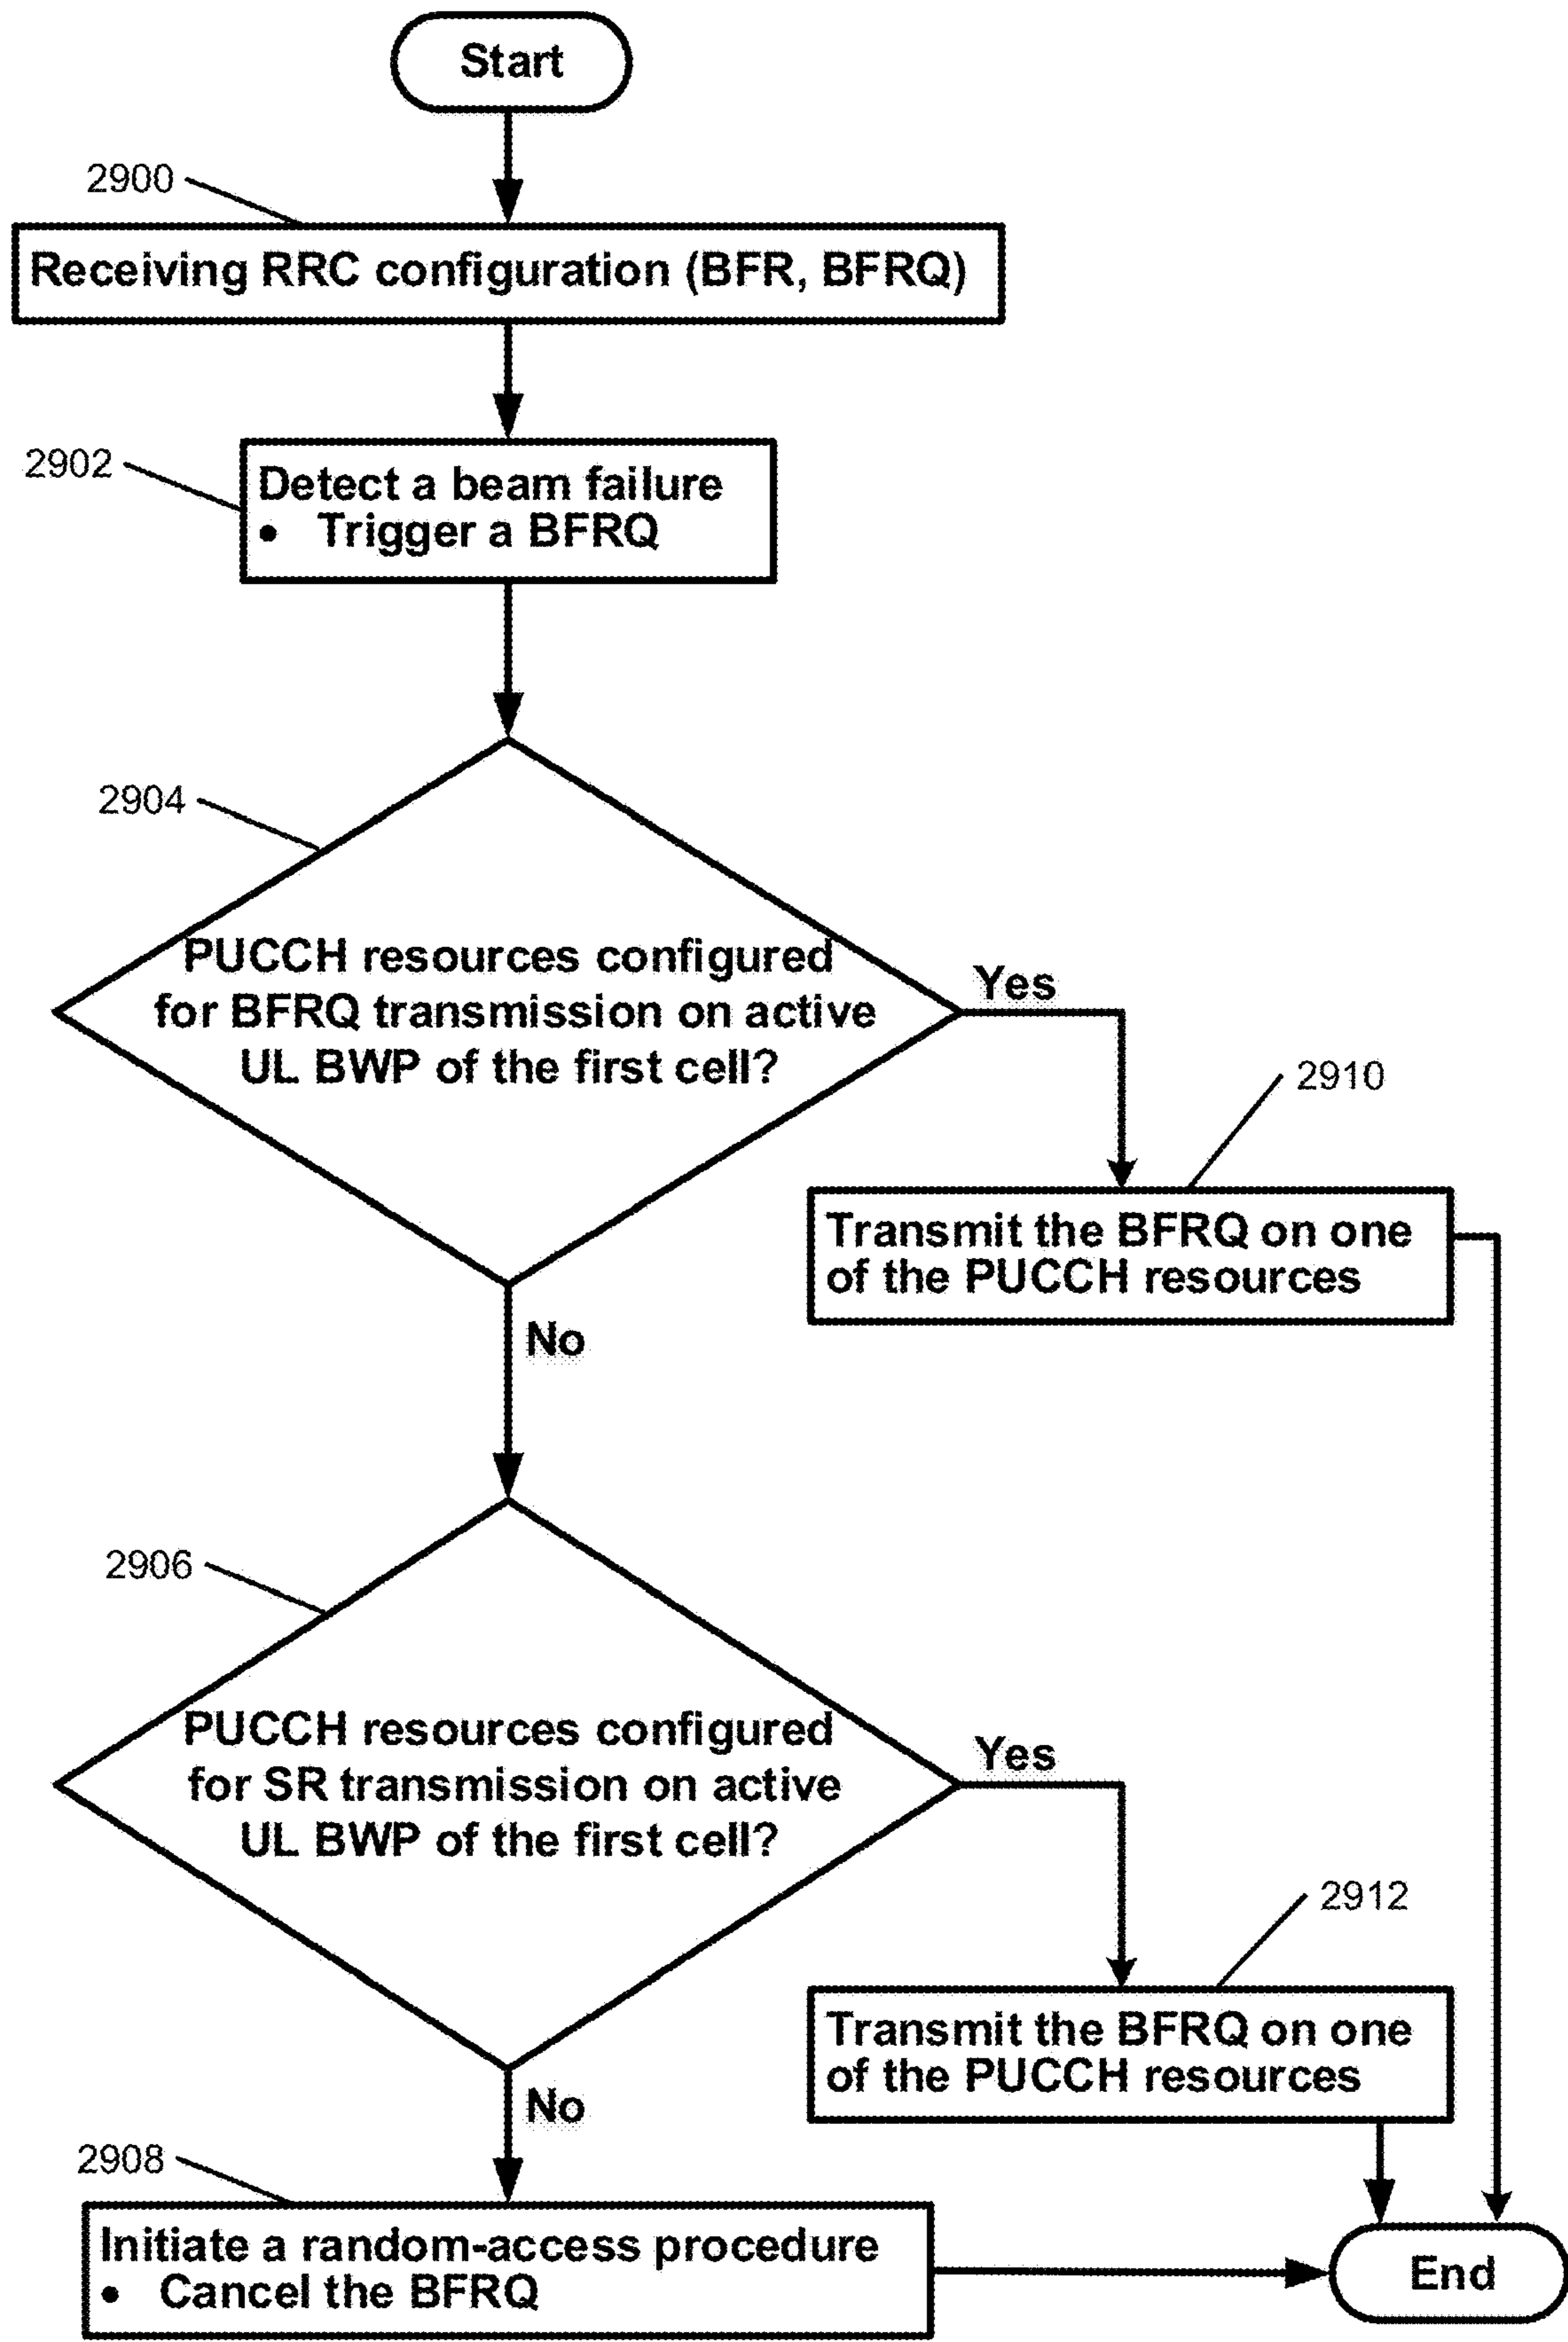 Start
2900
Receiving RRC configuration (BFR, BFRQ)
2902
Detect a beam failure
• Trigger a BFRQ
2904
PUCCH resources configured
for BFRQ transmission on active
UL BWP of the first cell?
Yes
2910
Transmit the BFRQ on one
of the PUCCH resources
No
2906
PUCCH resources configured
for SR transmission on active
UL BWP of the first cell?
Yes
2912
Transmit the BFRQ on one
of the PUCCH resources
No
2908
Initiate a random-access procedure
• Cancel the BFRQ
End